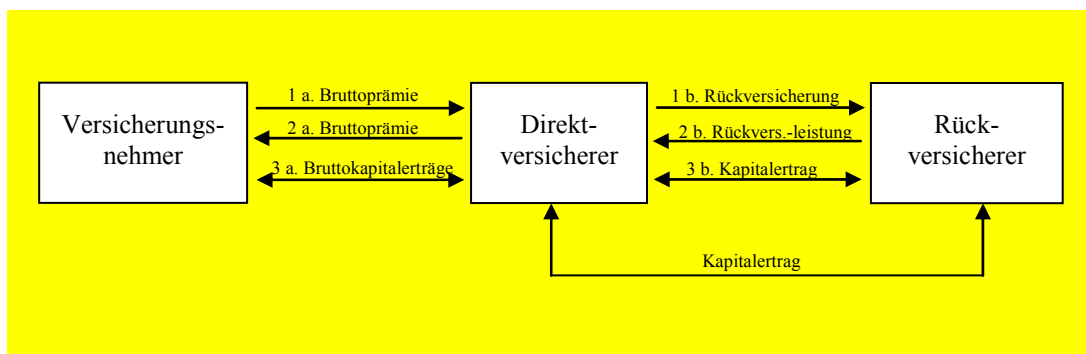 1 a. Bruttoprämie
1 b. Rückversicherung
Versicherungs-
nehmer
2 a. Bruttoprämie
Direkt-
versicherer
2 b. Rückvers.-leistung
Rück-
versicherer
3 a. Bruttokapitalerträge
3 b. Kapitalertrag
Kapitalertrag